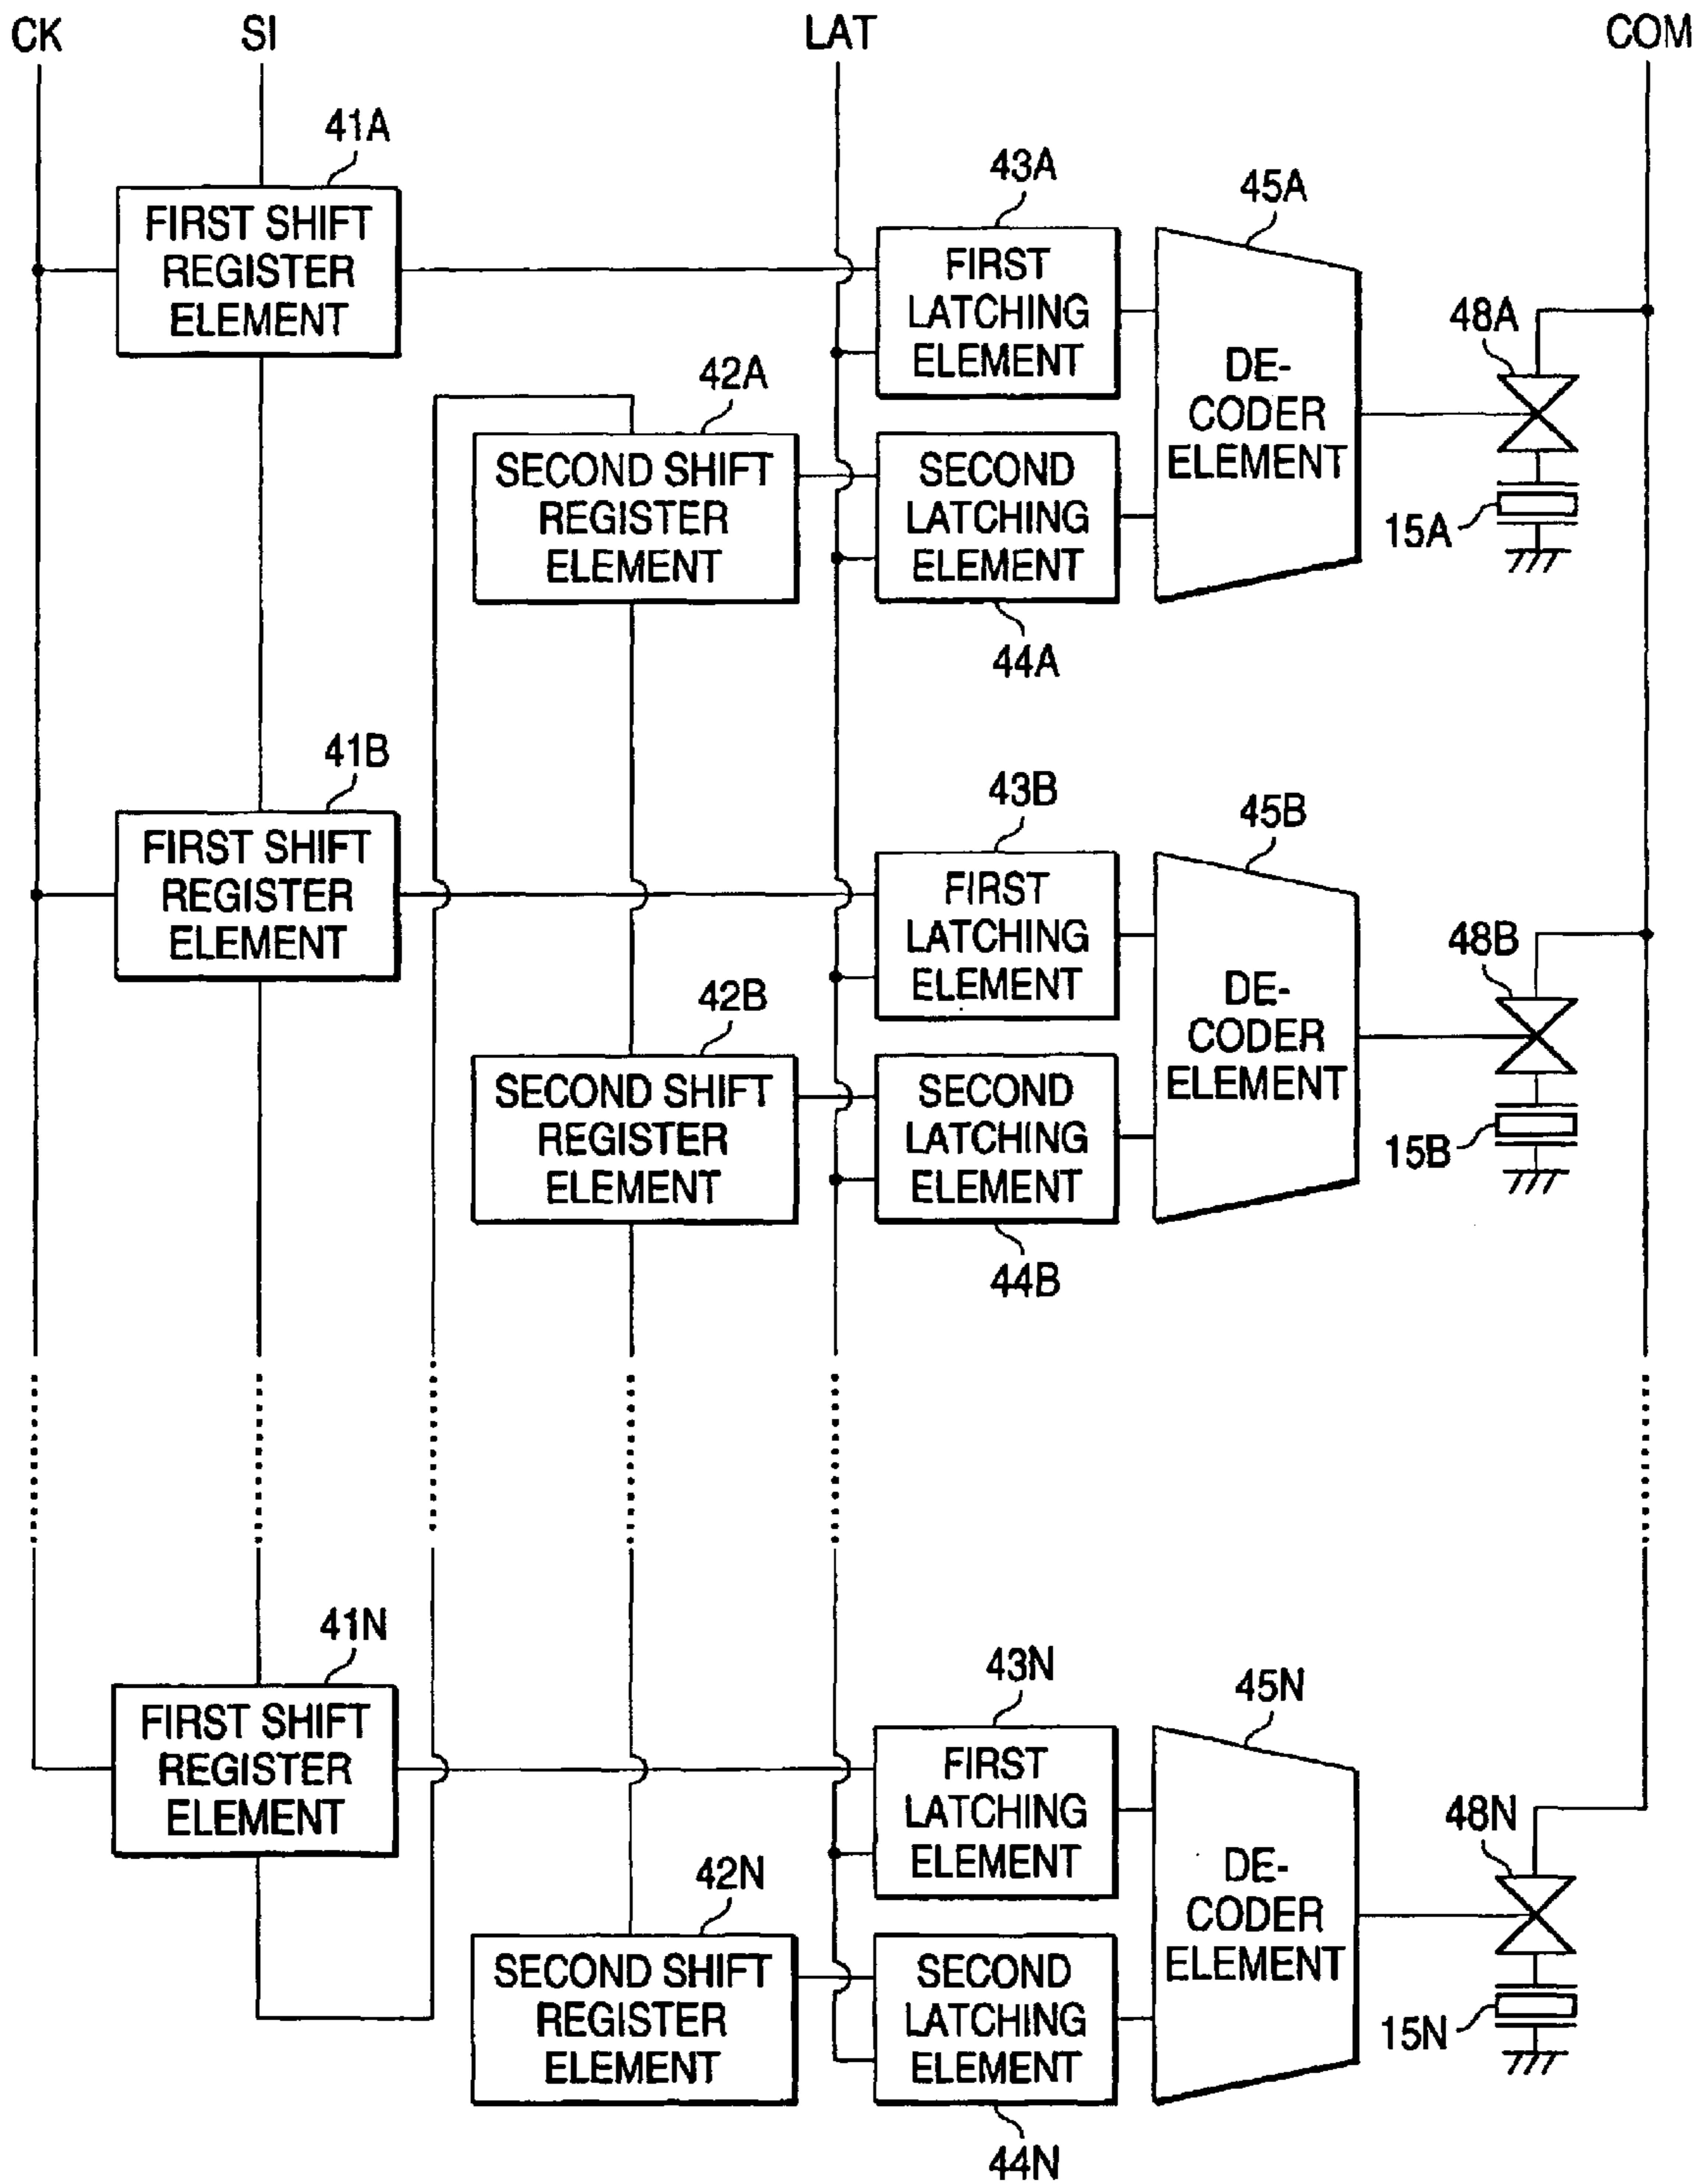 CK
SI
LAT
COM
41A
FIRST SHIFT
REGISTER
ELEMENT
43A
FIRST
LATCHING
ELEMENT
45A
DE-
CODER
ELEMENT
48A
15A
42A
SECOND SHIFT
REGISTER
ELEMENT
SECOND
LATCHING
ELEMENT
44A
41B
FIRST SHIFT
REGISTER
ELEMENT
43B
FIRST
LATCHING
ELEMENT
45B
DE-
CODER
ELEMENT
48B
15B
42B
SECOND SHIFT
REGISTER
ELEMENT
SECOND
LATCHING
ELEMENT
44B
41N
FIRST SHIFT
REGISTER
ELEMENT
43N
FIRST
LATCHING
ELEMENT
45N
DE-
CODER
ELEMENT
48N
15N
42N
SECOND SHIFT
REGISTER
ELEMENT
SECOND
LATCHING
ELEMENT
44N